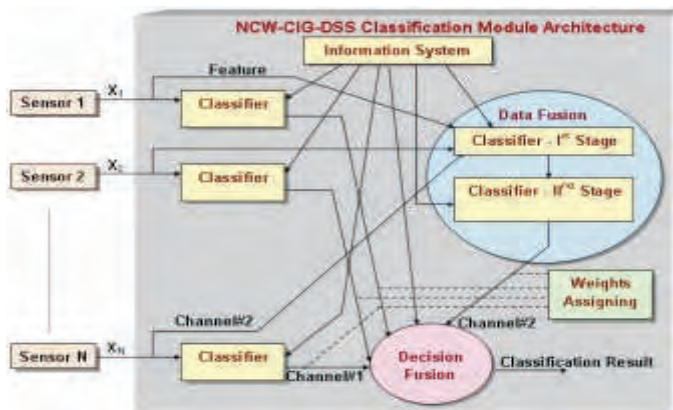 NCW-CIG-DSS Classification Module Architecture
Information System
Feature
X1
Sensor 1
Classifier
Data Fusion
Classifier - Ist Stage
X2
Sensor 2
Classifier
Classifier - IInd Stage
Weights
Assigning
Channel#2
Channel#2
XN
Sensor N
Classifier
Channel#1
Decision
Fusion
Classification Result